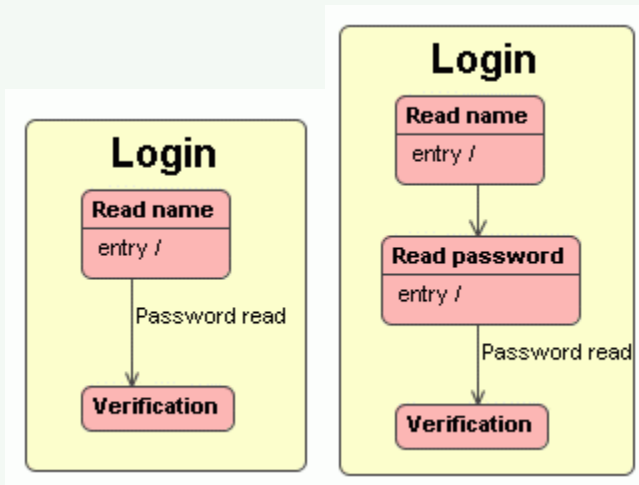 Login
Read name
entry /
Password read
Verification
Login
Read name
entry /
Read password
entry /
Password read
Verification